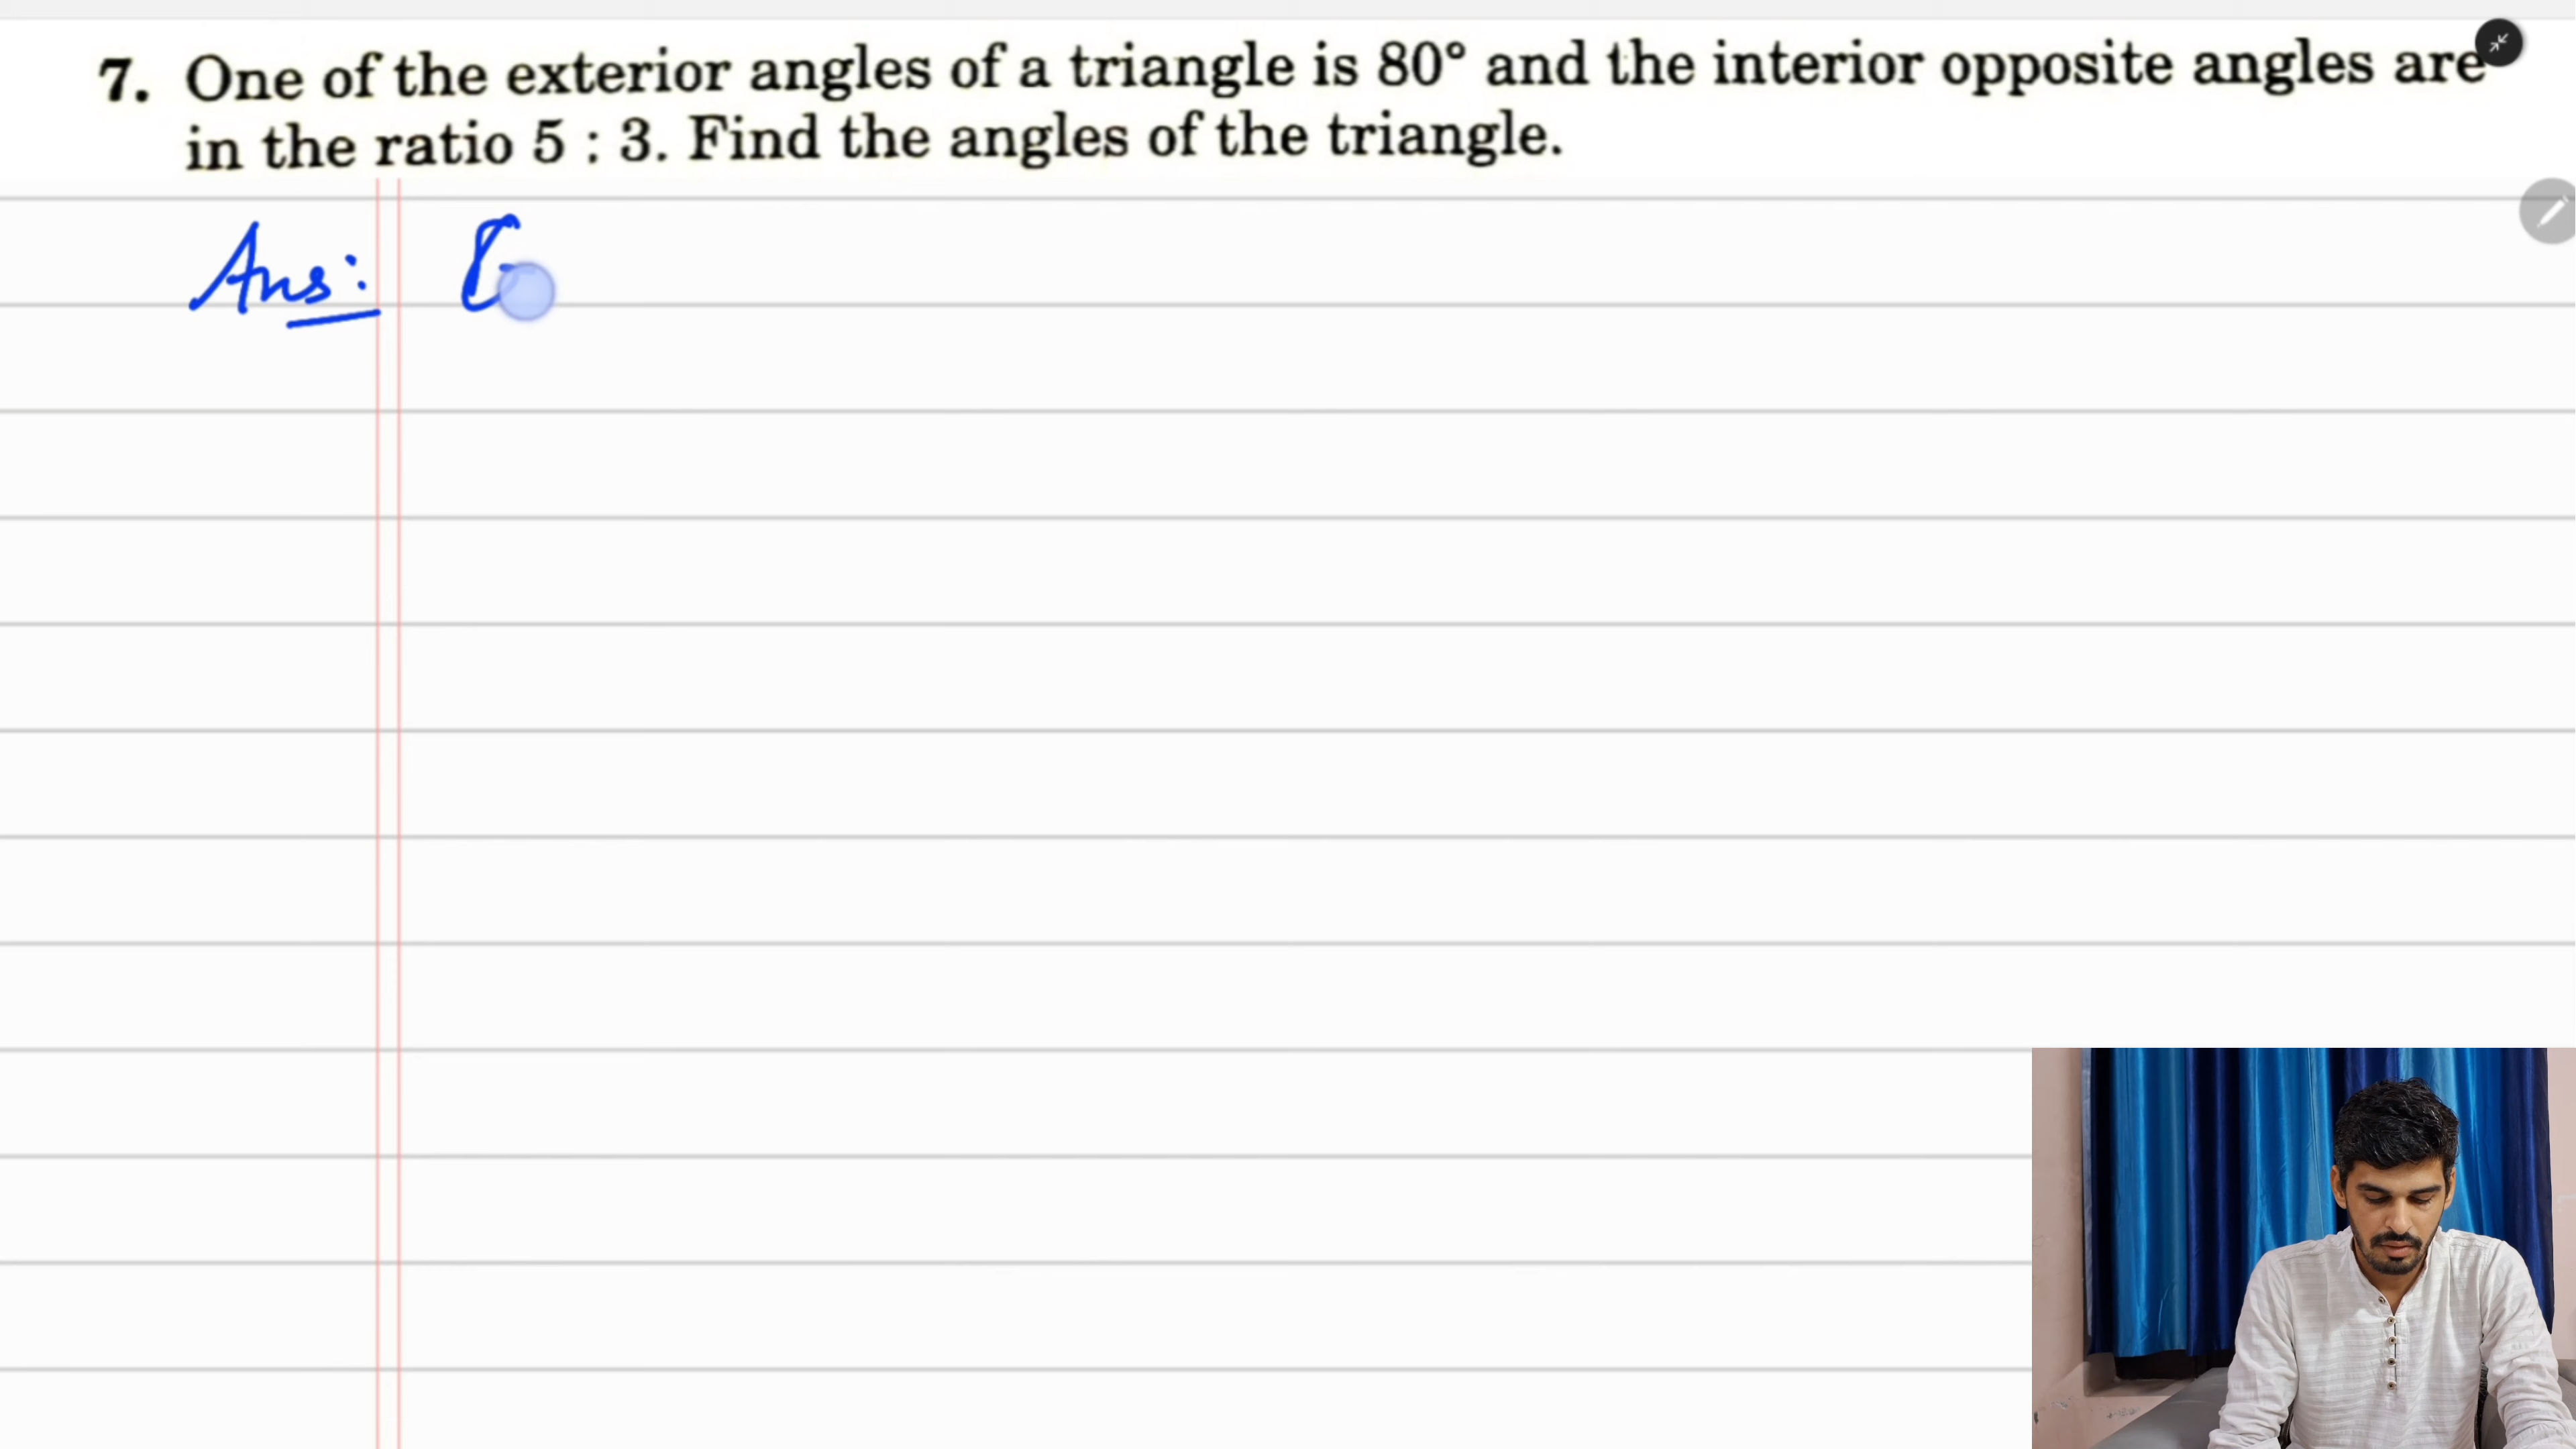 7. One of the exterior angles of a triangle is 80° and the interior opposite angles are
in the ratio 5 : 3. Find the angles of the triangle.
Ans: